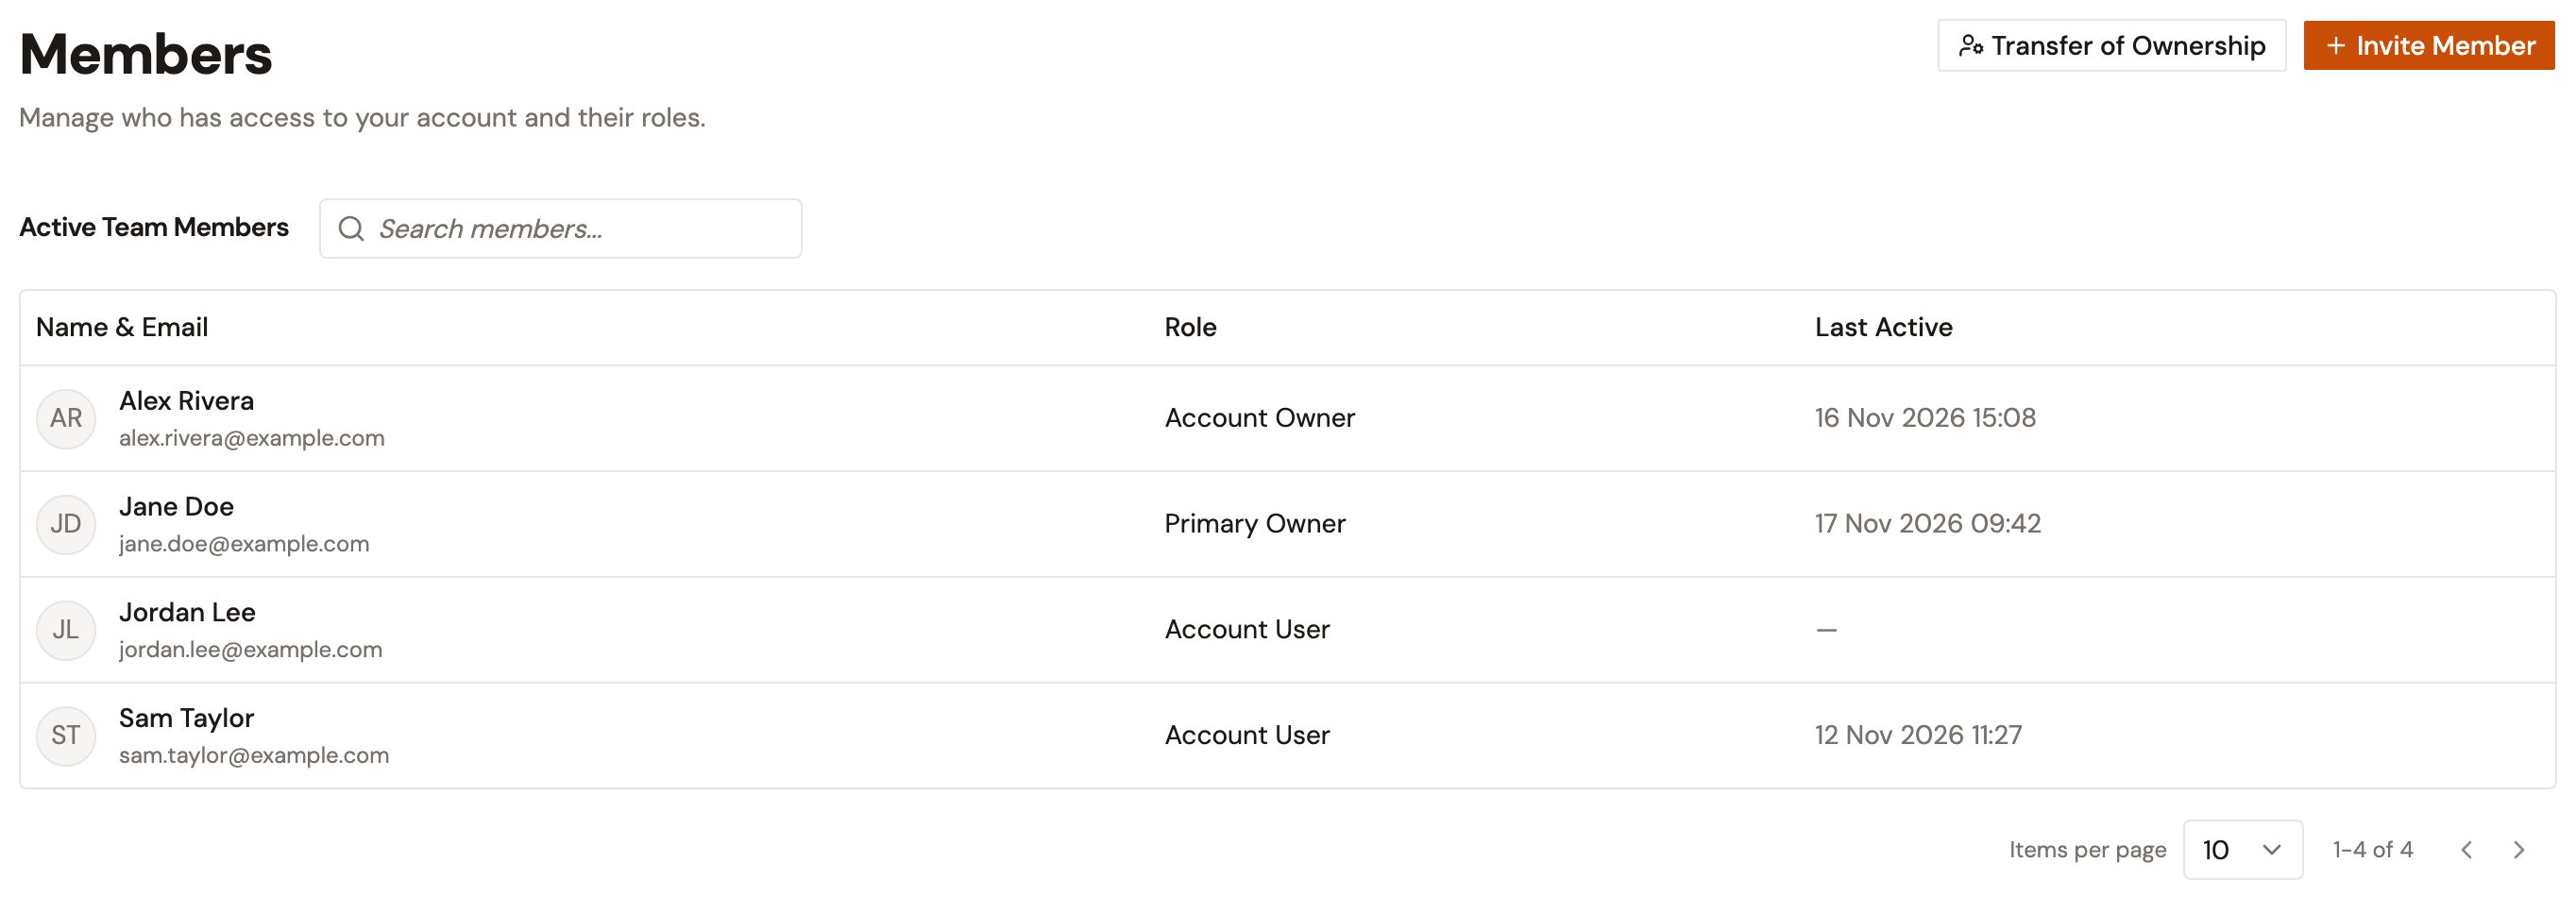 Members
Transfer of Ownership
+ Invite Member
Manage who has access to your account and their roles.
Active Team Members
Search members...
Name & Email Role Last Active
AR
Alex Rivera
alex.rivera@example.com
Account Owner
16 Nov 2026 15:08
JD
Jane Doe
jane.doe@example.com
Primary Owner
17 Nov 2026 09:42
JL
Jordan Lee
jordan.lee@example.com
Account User
—
ST
Sam Taylor
sam.taylor@example.com
Account User
12 Nov 2026 11:27
Items per page 10 1–4 of 4